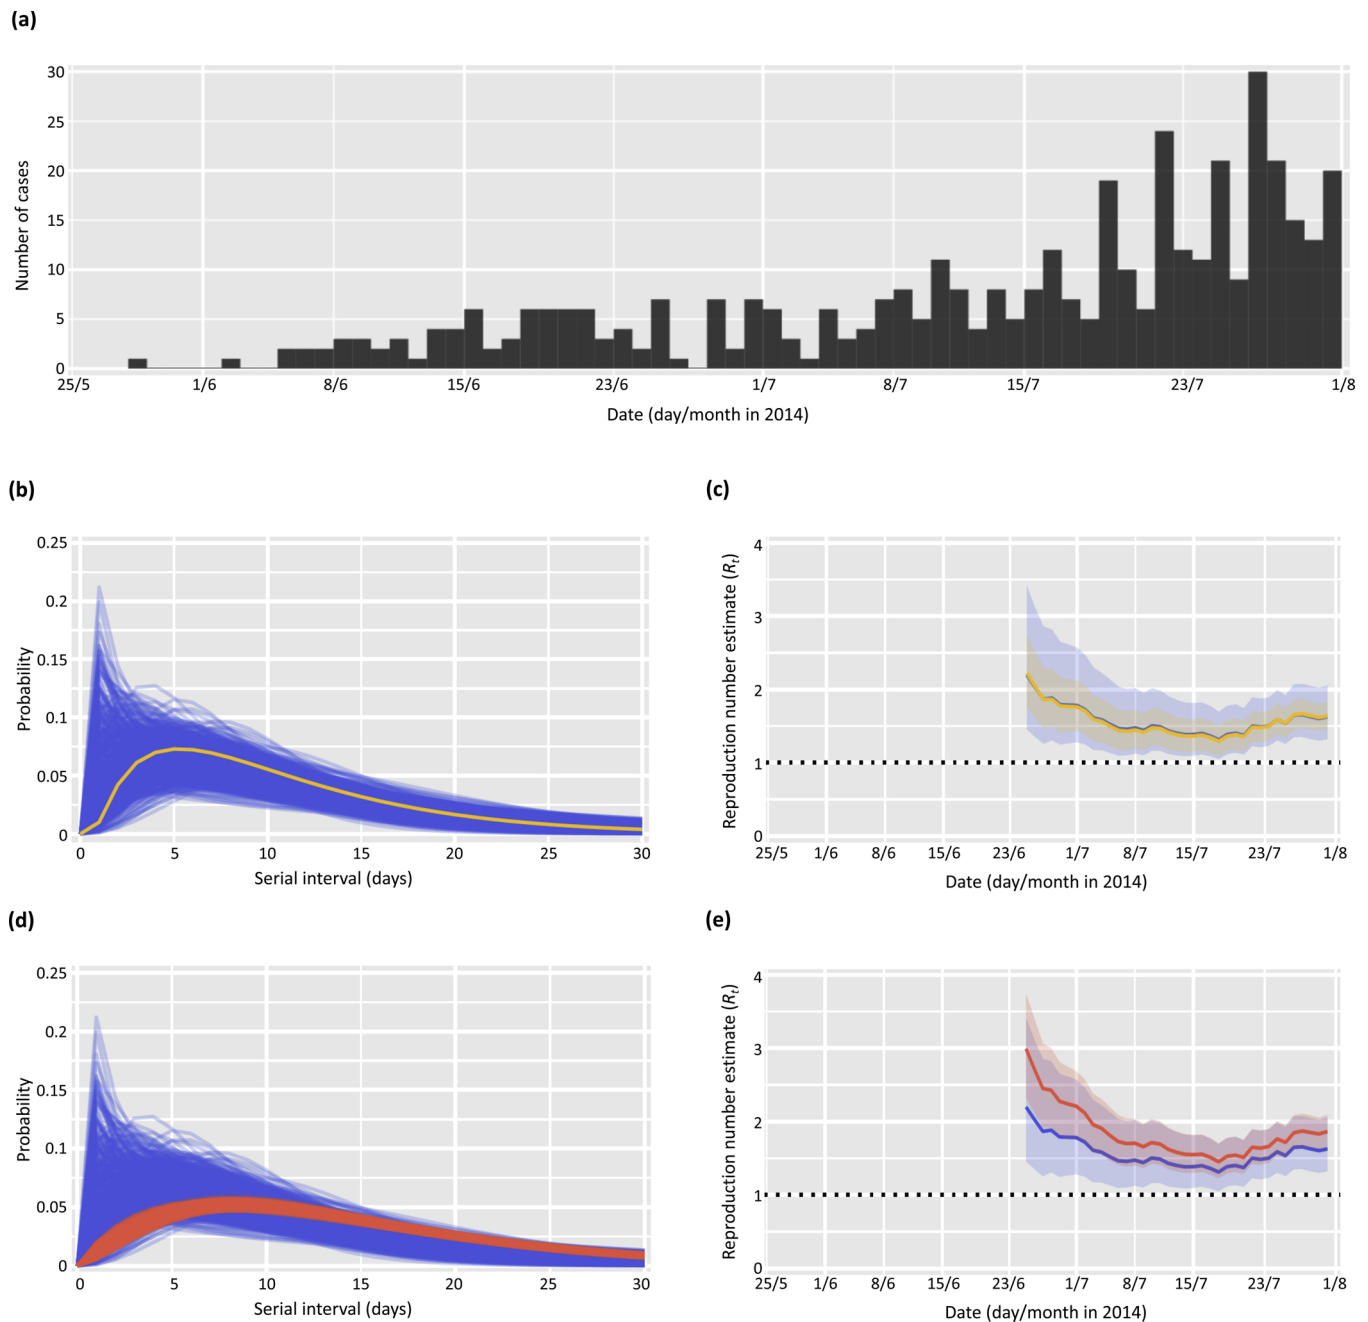 (a)
30
25
20
15
10
5
0
Number of cases
25/5 1/6 8/6 15/6 23/6 1/7 8/7 15/7 23/7 1/8
Date (day/month in 2014)
(b)
0.25
0.2
0.15
0.1
0.05
0
Probability
0 5 10 15 20 25 30
Serial interval (days)
(c)
4
3
2
1
0
Reproduction number estimate (Rt)
25/5 1/6 8/6 15/6 23/6 1/7 8/7 15/7 23/7 1/8
Date (day/month in 2014)
(d)
0.25
0.2
0.15
0.1
0.05
0
Probability
0 5 10 15 20 25 30
Serial interval (days)
(e)
4
3
2
1
0
Reproduction number estimate (Rt)
25/5 1/6 8/6 15/6 23/6 1/7 8/7 15/7 23/7 1/8
Date (day/month in 2014)